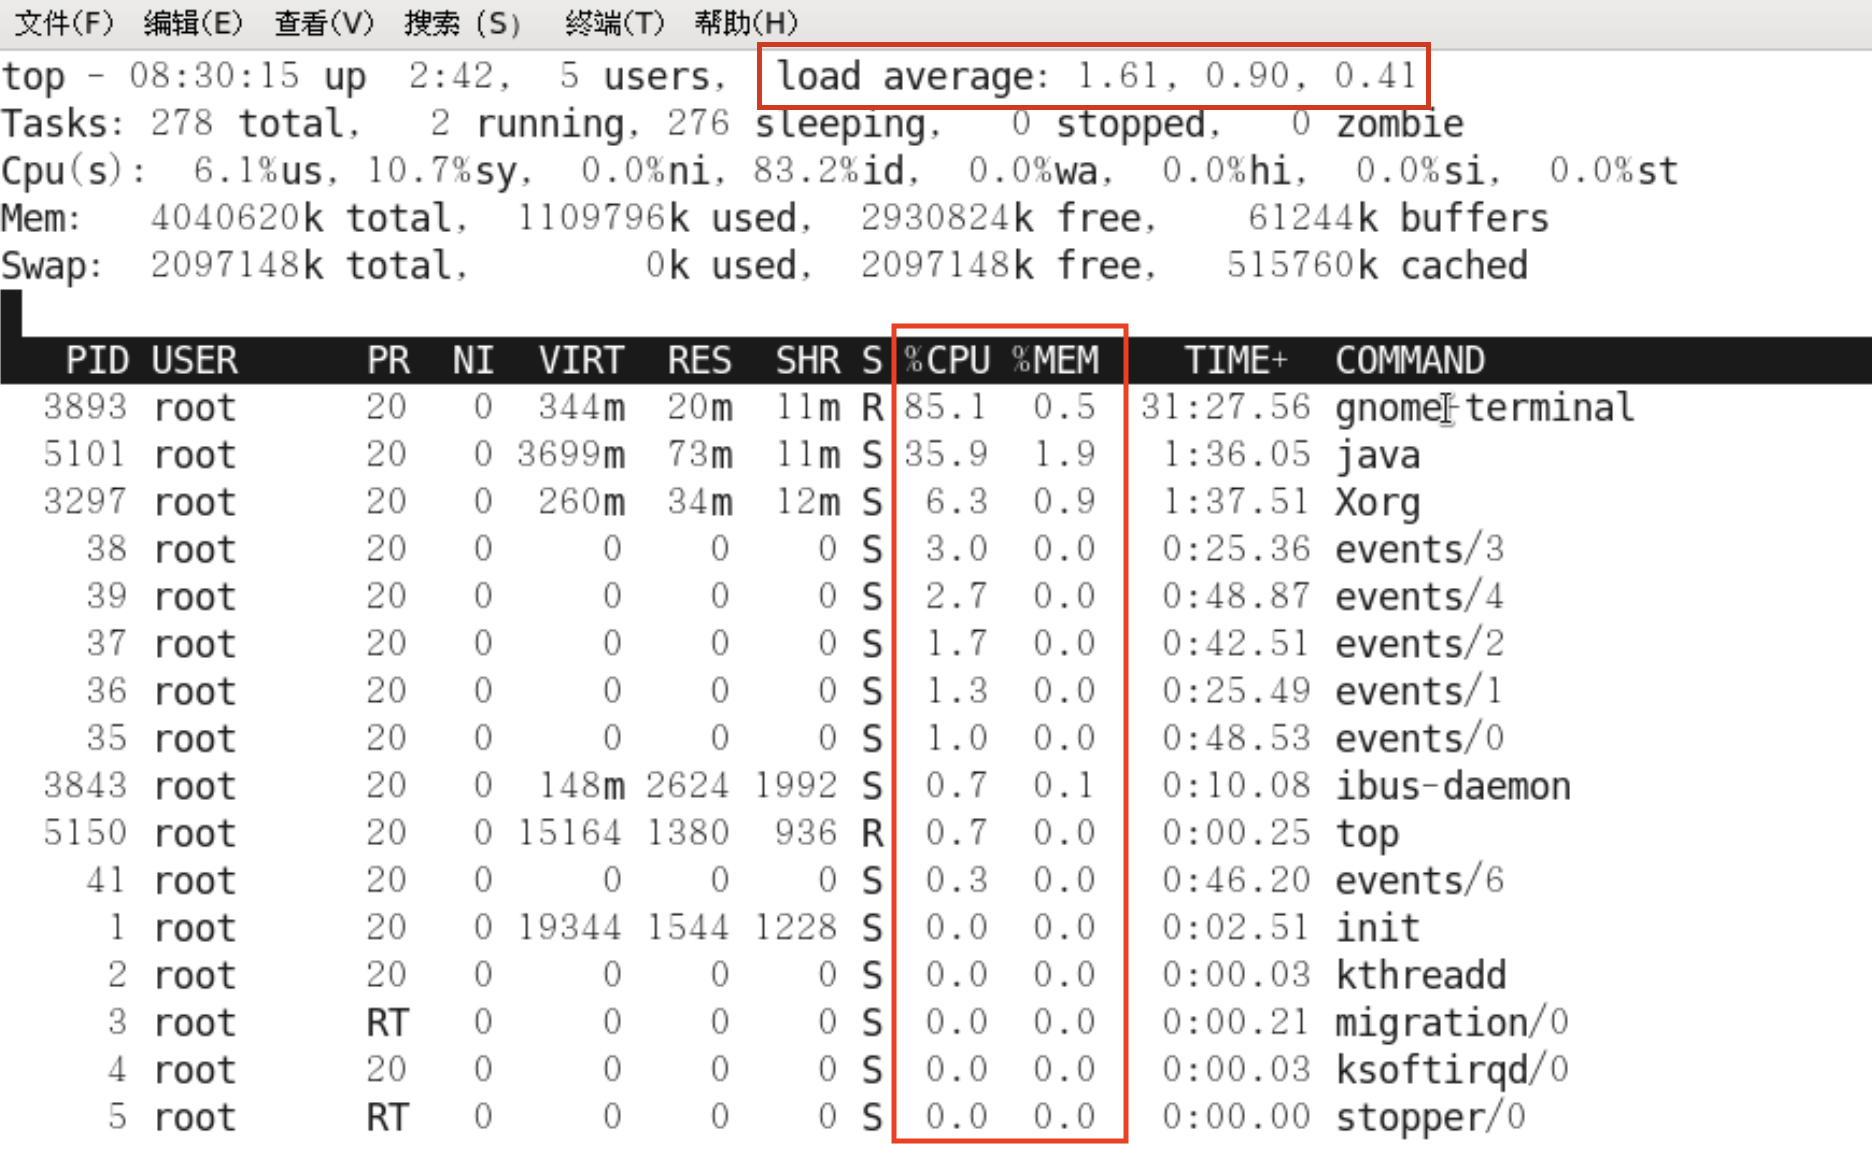 文件(F) 编辑(E) 查看(V) 搜索 (S) 终端(T) 帮助(H)
top - 08:30:15 up  2:42,  5 users,  load average: 1.61, 0.90, 0.41
Tasks: 278 total,   2 running, 276 sleeping,   0 stopped,   0 zombie
Cpu(s):  6.1%us, 10.7%sy,  0.0%ni, 83.2%id,  0.0%wa,  0.0%hi,  0.0%si,  0.0%st
Mem:   4040620k total,  1109796k used,  2930824k free,    61244k buffers
Swap:  2097148k total,        0k used,  2097148k free,   515760k cached
PID USER      PR  NI  VIRT  RES  SHR S %CPU %MEM    TIME+  COMMAND
3893 root      20   0  344m  20m  11m R 85.1  0.5  31:27.56 gnome-terminal
5101 root      20   0 3699m  73m  11m S 35.9  1.9   1:36.05 java
3297 root      20   0  260m  34m  12m S  6.3  0.9   1:37.51 Xorg
38 root      20   0     0    0    0 S  3.0  0.0   0:25.36 events/3
39 root      20   0     0    0    0 S  2.7  0.0   0:48.87 events/4
37 root      20   0     0    0    0 S  1.7  0.0   0:42.51 events/2
36 root      20   0     0    0    0 S  1.3  0.0   0:25.49 events/1
35 root      20   0     0    0    0 S  1.0  0.0   0:48.53 events/0
3843 root      20   0  148m 2624 1992 S  0.7  0.1   0:10.08 ibus-daemon
5150 root      20   0 15164 1380  936 R  0.7  0.0   0:00.25 top
41 root      20   0     0    0    0 S  0.3  0.0   0:46.20 events/6
1 root      20   0 19344 1544 1228 S  0.0  0.0   0:02.51 init
2 root      20   0     0    0    0 S  0.0  0.0   0:00.03 kthreadd
3 root      RT   0     0    0    0 S  0.0  0.0   0:00.21 migration/0
4 root      20   0     0    0    0 S  0.0  0.0   0:00.03 ksoftirqd/0
5 root      RT   0     0    0    0 S  0.0  0.0   0:00.00 stopper/0